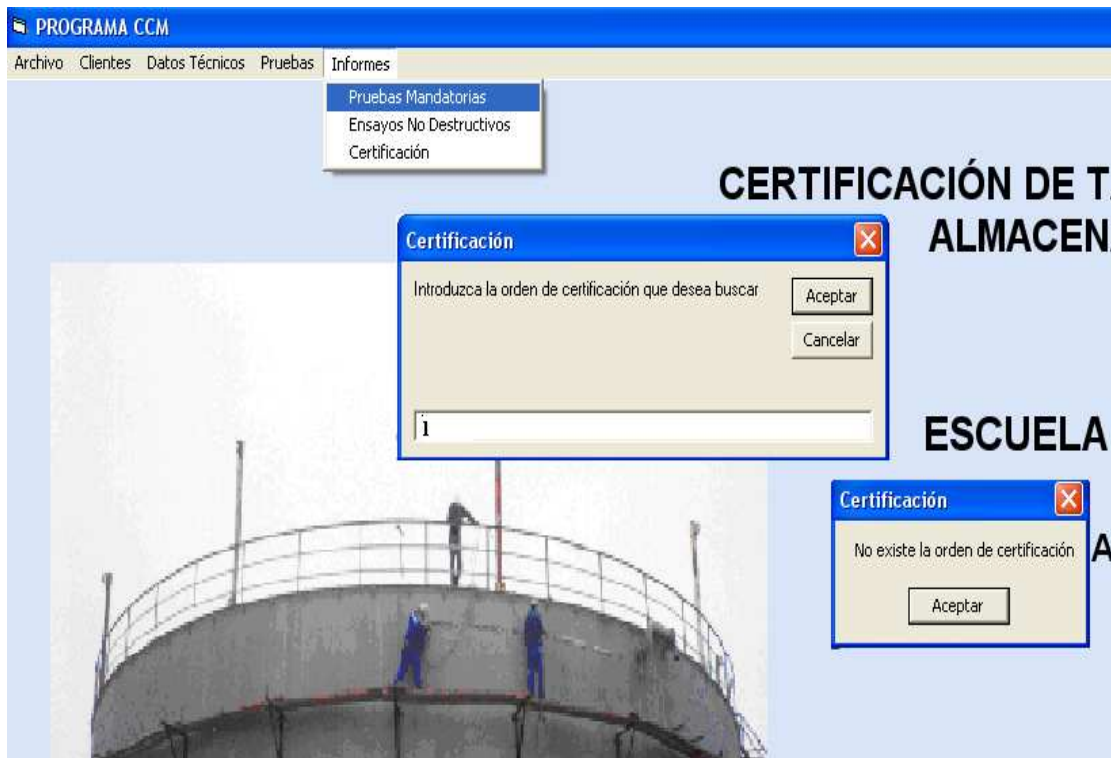 PROGRAMA CCM
Archivo Clientes Datos Técnicos Pruebas Informes
Pruebas Mandatorias
Ensayos No Destructivos
Certificación
CERTIFICACIÓN DE
ALMACEN
Certificación
Introduzca la orden de certificación que desea buscar
Aceptar
Cancelar
ESCUELA
Certificación
No existe la orden de certificación
Aceptar